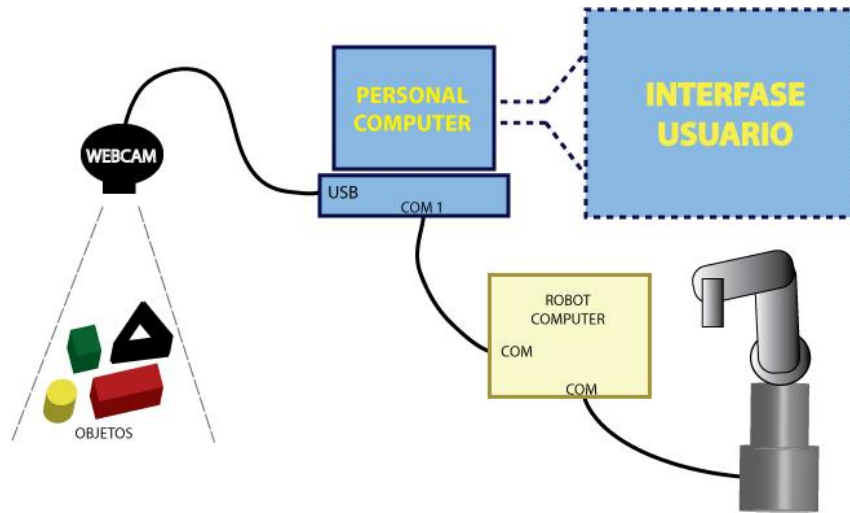 PERSONAL
COMPUTER
INTERFASE
USUARIO
WEBCAM
USB
COM 1
ROBOT
COMPUTER
COM
COM
OBJETOS